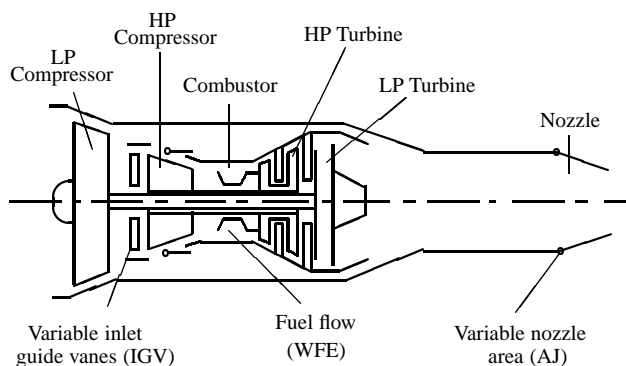 HP
Compressor
HP Turbine
LP
Compressor
Combustor
LP Turbine
Nozzle
Variable inlet
guide vanes (IGV)
Fuel flow
(WFE)
Variable nozzle
area (AJ)